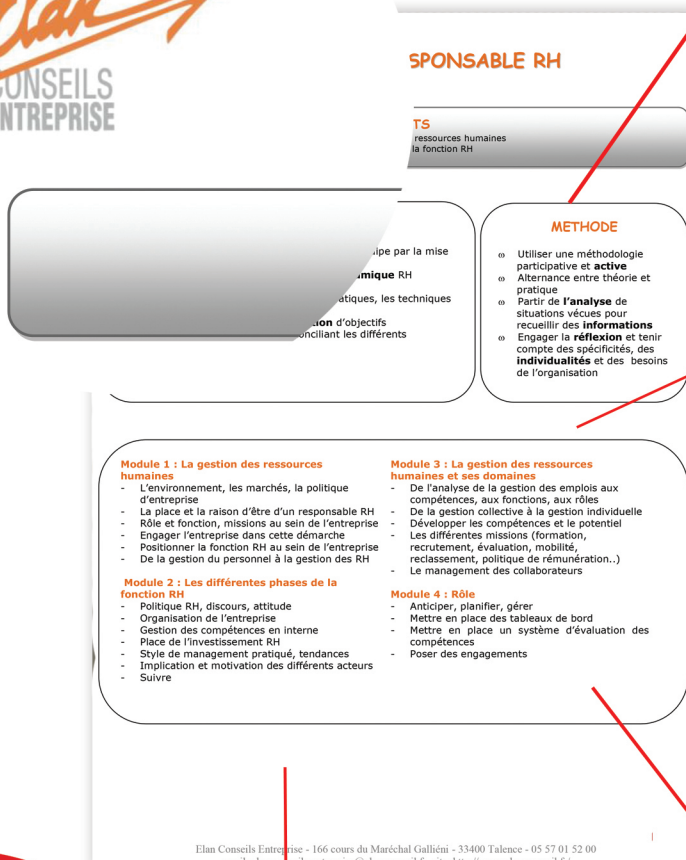 Elan
CONSEILS
ENTREPRISE
RESPONSABLE RH
ressources humaines
la fonction RH
par la mise
RH
les techniques
d’objectifs
les différents
METHODE
ω Utiliser une méthodologie
participative et active
ω Alternance entre théorie et
pratique
ω Partir de l’analyse de
situations vécues pour
recueillir des informations
ω Engager la réflexion et tenir
compte des spécificités, des
individualités et des besoins
de l’organisation
Module 1 : La gestion des ressources
humaines
- L’environnement, les marchés, la politique
d’entreprise
- La place et la raison d’être d’un responsable RH
- Rôle et fonction, missions au sein de l’entreprise
- Engager l’entreprise dans cette démarche
- Positionner la fonction RH au sein de l’entreprise
- De la gestion du personnel à la gestion des RH
Module 2 : Les différentes phases de la
fonction RH
- Politique RH, discours, attitude
- Organisation de l’entreprise
- Gestion des compétences en interne
- Place de l’investissement RH
- Style de management pratiqué, tendances
- Implication et motivation des différents acteurs
- Suivre
Module 3 : La gestion des ressources
humaines et ses domaines
- De l'analyse de la gestion des emplois aux
compétences, aux fonctions, aux rôles
- De la gestion collective à la gestion individuelle
- Développer les compétences et le potentiel
- Les différentes missions (formation,
recrutement, évaluation, mobilité,
reclassement, politique de rémunération..)
- Le management des collaborateurs
Module 4 : Rôle
- Anticiper, planifier, gérer
- Mettre en place des tableaux de bord
- Mettre en place un système d’évaluation des
compétences
- Poser des engagements
Elan Conseils Entreprise - 166 cours du Maréchal Galliéni - 33400 Talence - 05 57 01 52 00